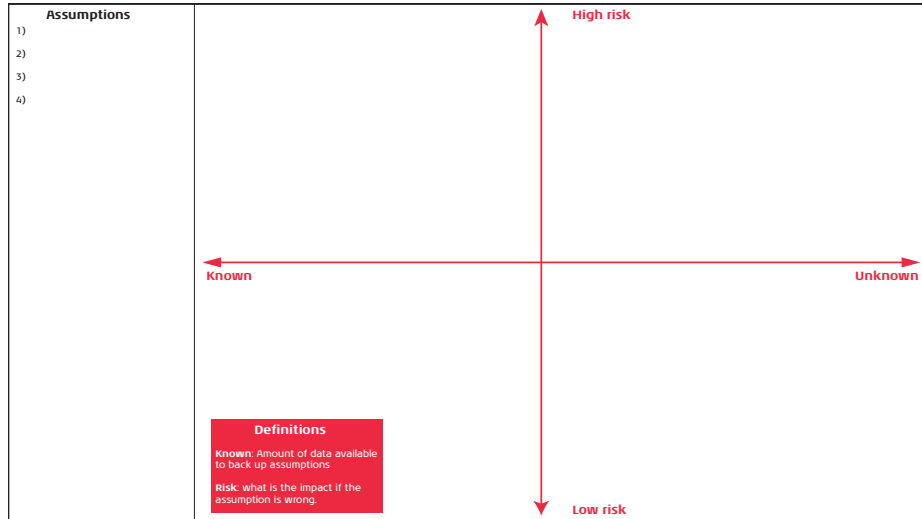 Assumptions
1)
2)
3)
4)
High risk
Known
Unknown
Definitions
Known: Amount of data available
to back up assumptions
Risk: what is the impact if the
assumption is wrong.
Low risk